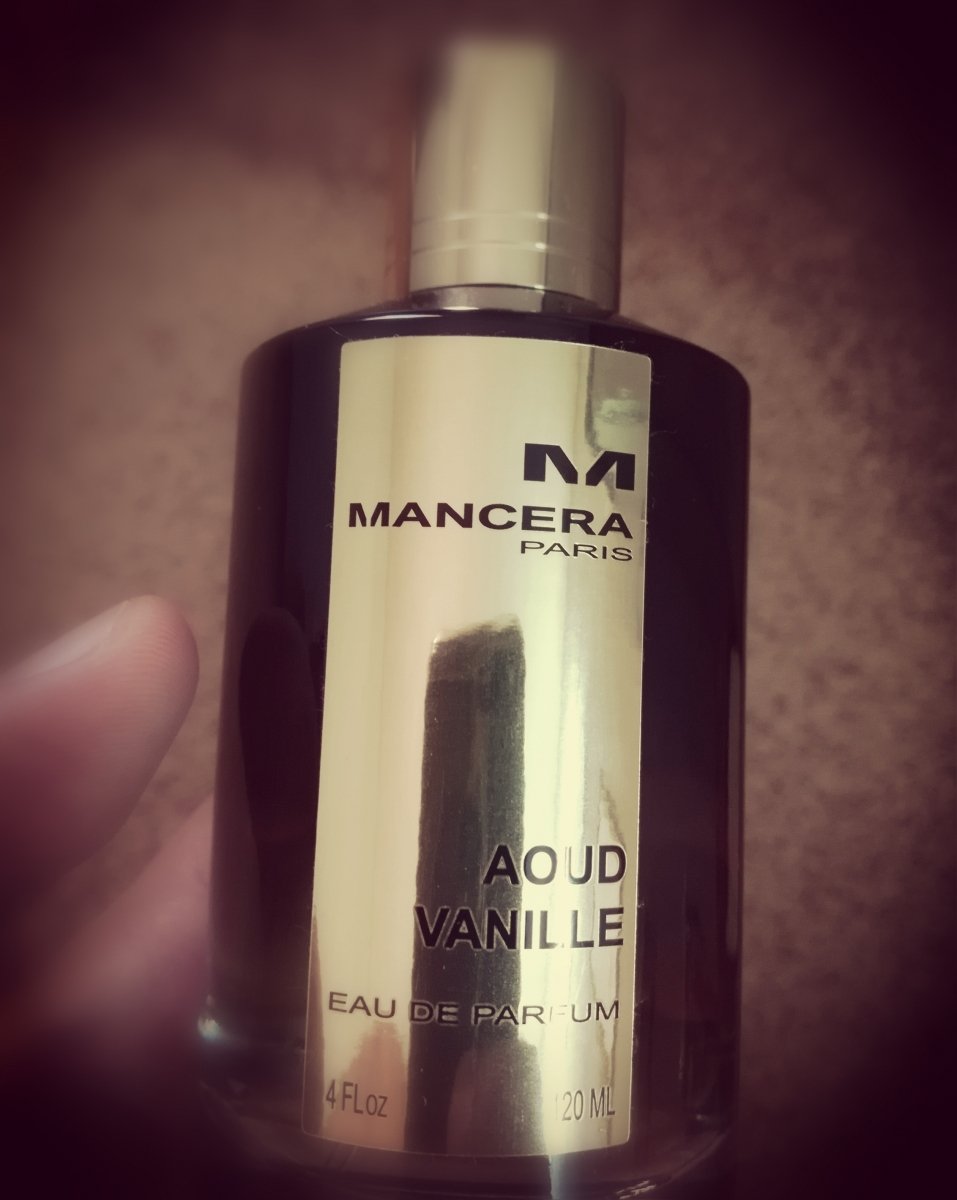 M
MANCERA
PARIS
AOUD
VANILLE
EAU DE PARFUM
4 FLoz 120 ML